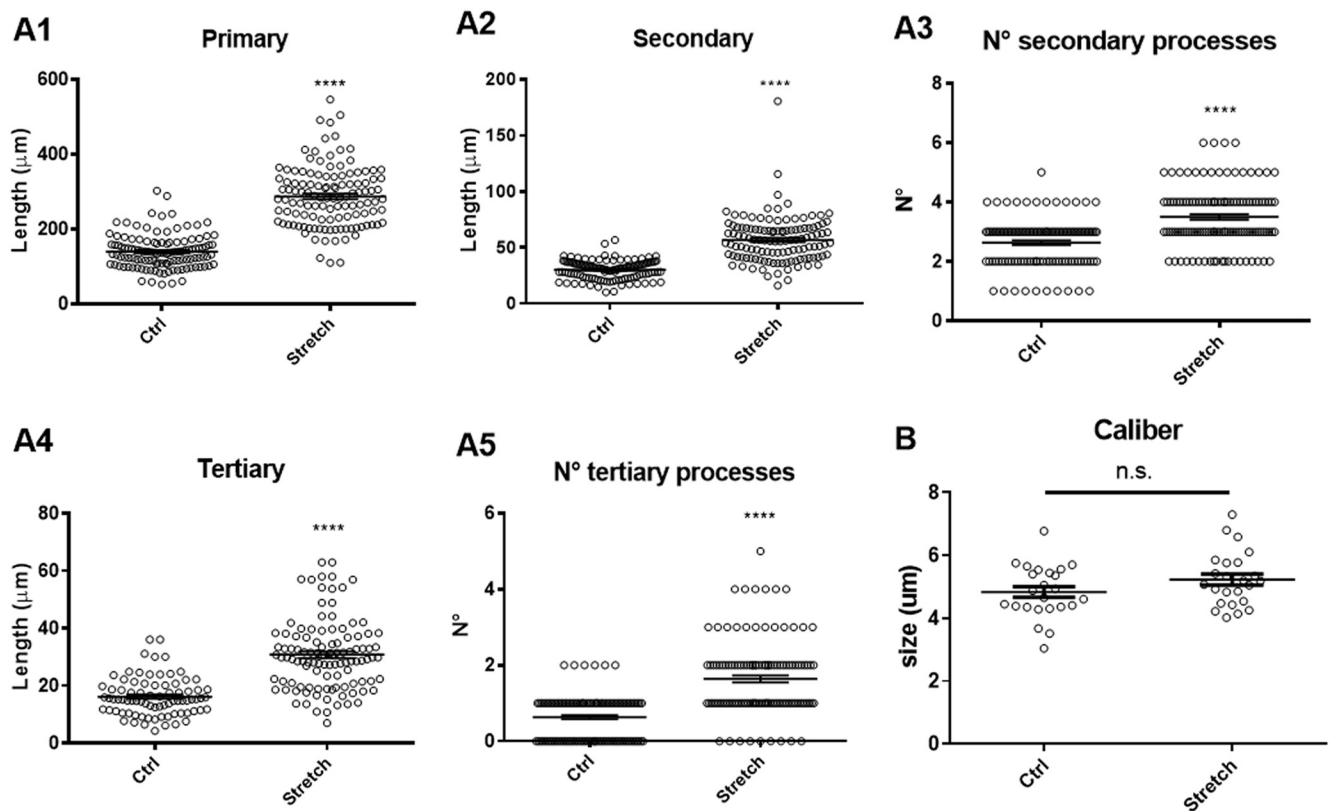 A1
Primary
Length (μm)
600
400
200
0
****
Ctrl
Stretch
A2
Secondary
Length (μm)
200
150
100
50
0
****
Ctrl
Stretch
A3
N° secondary processes
N°
8
6
4
2
0
****
Ctrl
Stretch
A4
Tertiary
Length (μm)
80
60
40
20
0
****
Ctrl
Stretch
A5
N° tertiary processes
N°
6
4
2
0
****
Ctrl
Stretch
B
Caliber
size (um)
8
6
4
2
0
n.s.
Ctrl
Stretch